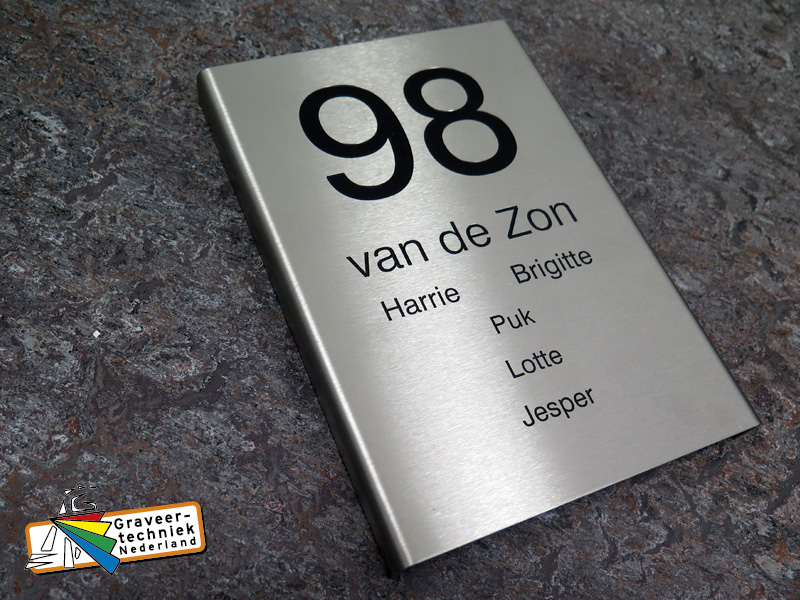 98
van de Zon
Harrie Brigitte
Puk
Lotte
Jesper
Graveer-
techniek
Nederland